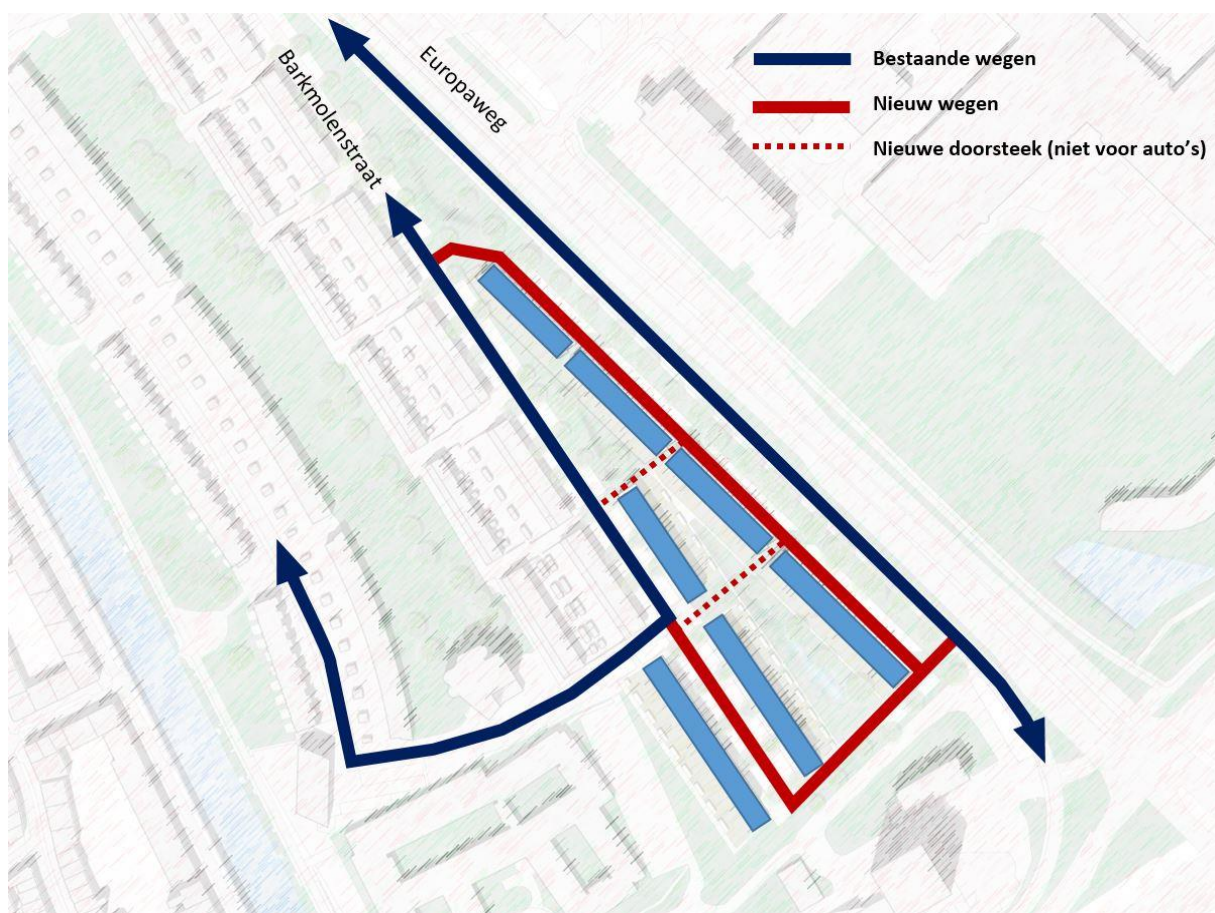 Europaweg
Barkmolenstraat
Bestaande wegen
Nieuw wegen
Nieuwe doorsteek (niet voor auto's)